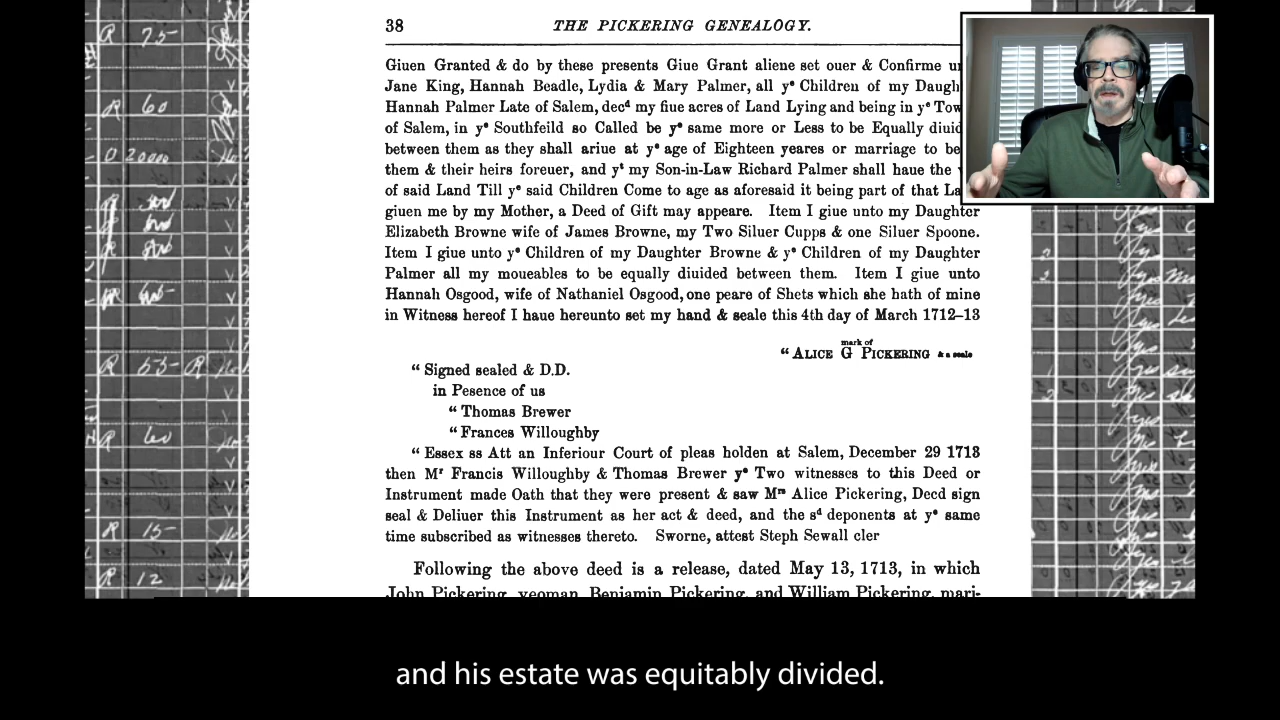 38 THE PICKERING GENEALOGY.
Giuen Granted & do by these presents Giue Grant aliene set ouer & Confirme
Jane King, Hannah Beadle, Lydia & Mary Palmer, all yᵉ Children of my
Hannah Palmer Late of Salem, decᵈ my fiue acres of Land Lying and being in yᵉ
of Salem, in yᵉ Southfeild so Called be yᵉ same more or Less to be Equally
between them as they shall ariue at yᵉ age of Eighteen yeares or marriage to
them & their heirs foreuer, and yᵗ my Son-in-Law Richard Palmer shall haue the
of said Land Till yᵉ said Children Come to age as aforesaid it being part of that
giuen me by my Mother, a Deed of Gift may appeare. Item I giue unto my Daughter
Elizabeth Browne wife of James Browne, my Two Siluer Cupps & one Siluer Spoone.
Item I giue unto yᵉ Children of my Daughter Browne & yᵉ Children of my Daughter
Palmer all my moueables to be equally diuided between them. Item I giue unto
Hannah Osgood, wife of Nathaniel Osgood, one peare of Shets which she hath of mine
in Witness hereof I haue hereunto set my hand & seale this 4th day of March 1712–13
mark of
“ ALICE G PICKERING & a seale
“ Signed sealed & D.D.
in Pesence of us
“ Thomas Brewer
“ Frances Willoughby
“ Essex ss Att an Inferiour Court of pleas holden at Salem, December 29 1713
then Mʳ Francis Willoughby & Thomas Brewer yᵉ Two witnesses to this Deed or
Instrument made Oath that they were present & saw Mʳˢ Alice Pickering, Decd sign
seal & Deliuer this Instrument as her act & deed, and the sᵈ deponents at yᵉ same
time subscribed as witnesses thereto. Sworne, attest Steph Sewall cler
Following the above deed is a release, dated May 13, 1713, in which
John Pickering, yeoman, Benjamin Pickering, and William Pickering, mari-
and his estate was equitably divided.